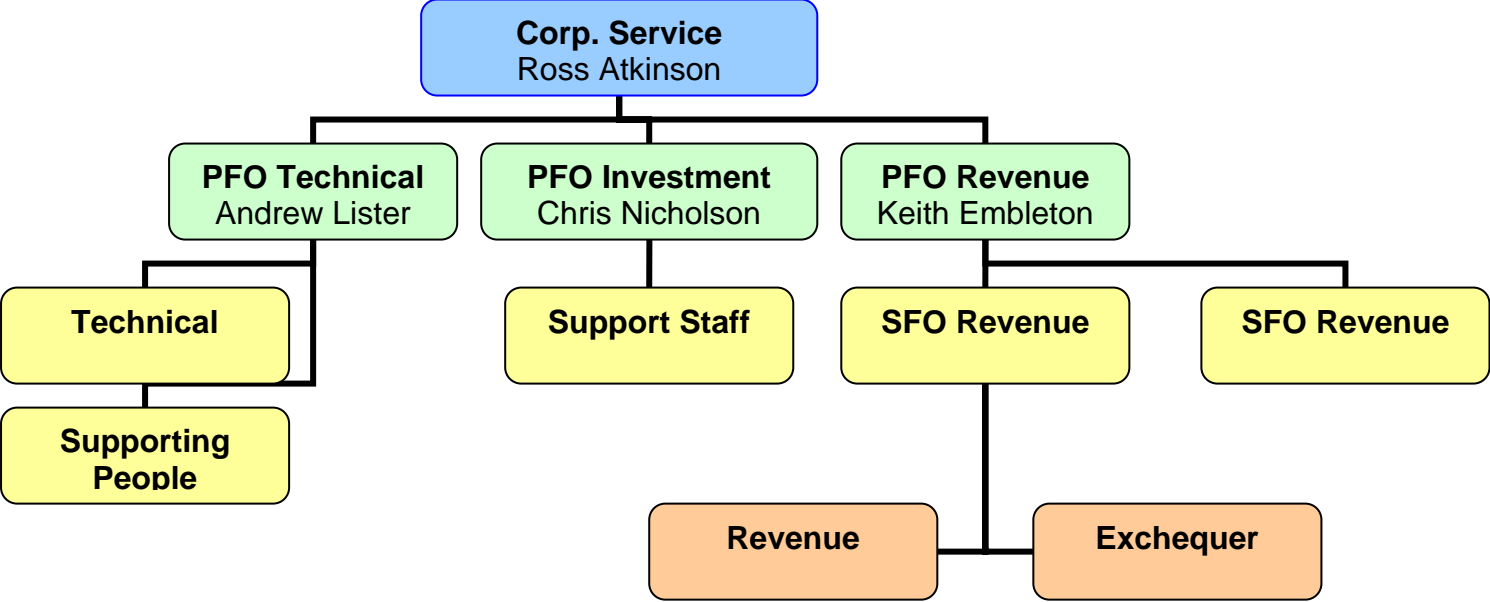 Corp. Service
Ross Atkinson
PFO Technical
Andrew Lister
PFO Investment
Chris Nicholson
PFO Revenue
Keith Embleton
Technical
Support Staff
SFO Revenue
SFO Revenue
Supporting
People
Revenue
Exchequer